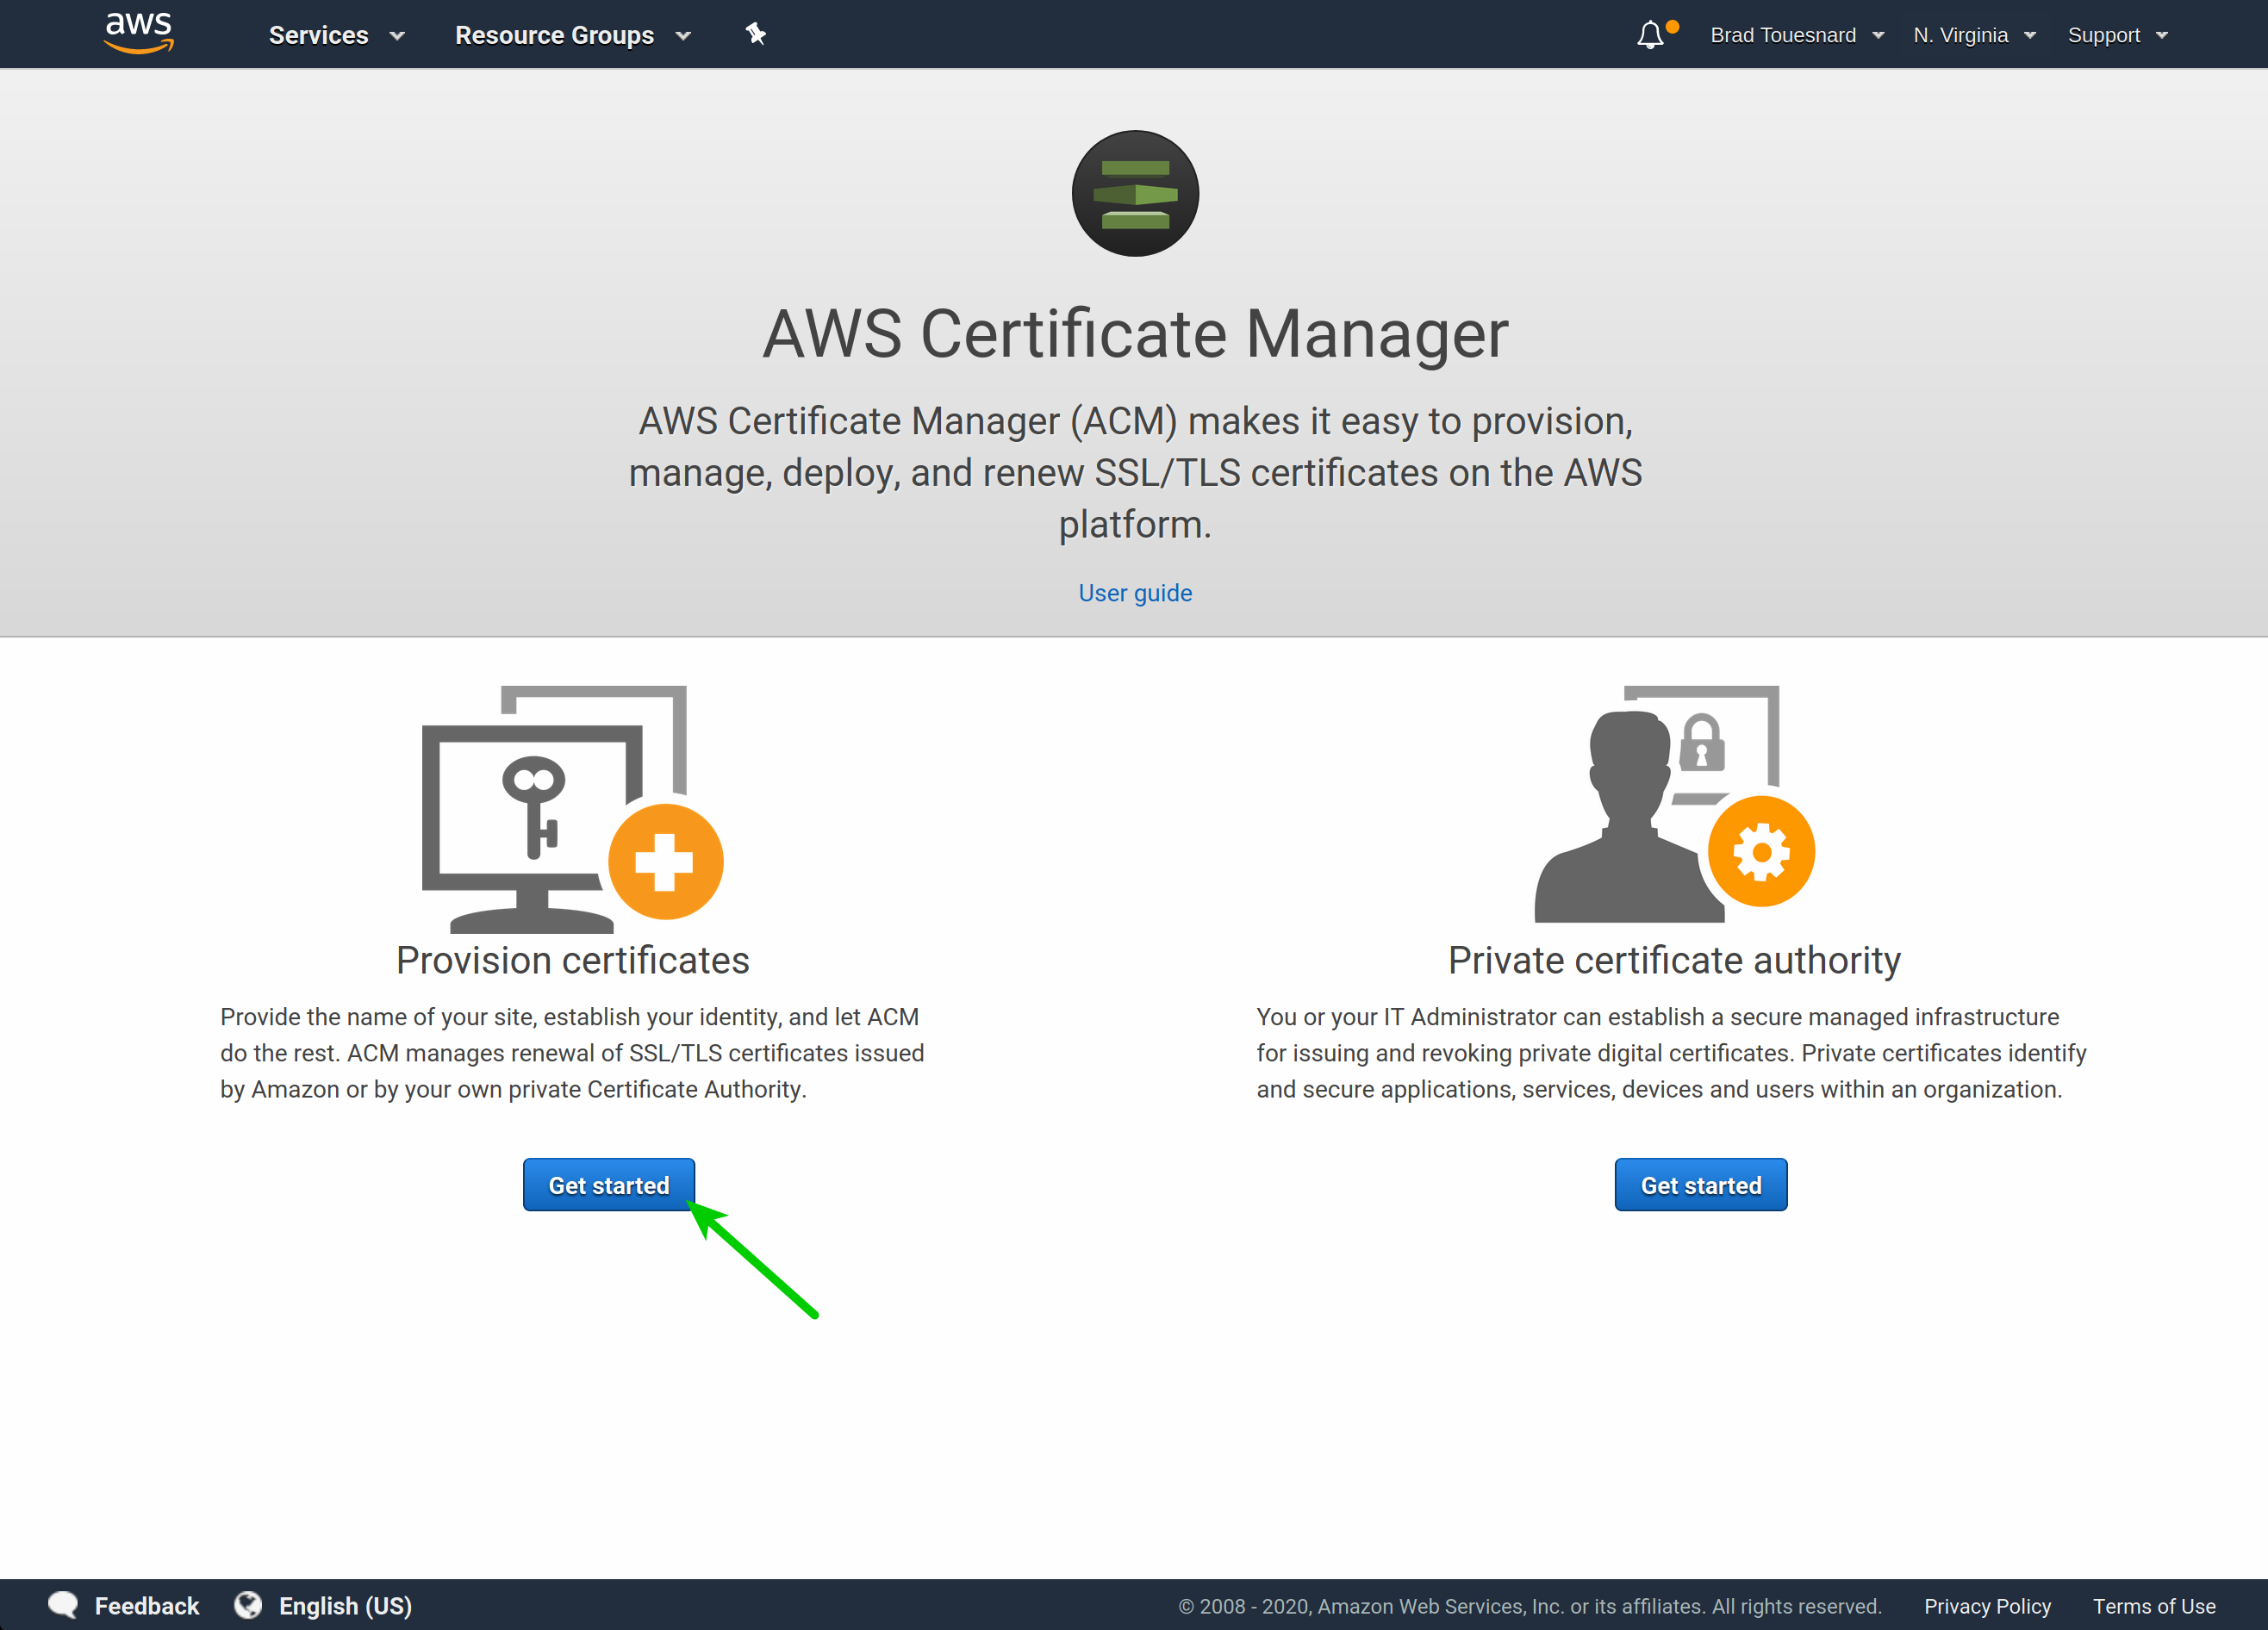 aws
Services
Resource Groups
Brad Touesnard
N. Virginia
Support
AWS Certificate Manager
AWS Certificate Manager (ACM) makes it easy to provision,
manage, deploy, and renew SSL/TLS certificates on the AWS
platform.
User guide
Provision certificates
Provide the name of your site, establish your identity, and let ACM
do the rest. ACM manages renewal of SSL/TLS certificates issued
by Amazon or by your own private Certificate Authority.
Get started
Private certificate authority
You or your IT Administrator can establish a secure managed infrastructure
for issuing and revoking private digital certificates. Private certificates identify
and secure applications, services, devices and users within an organization.
Get started
Feedback
English (US)
© 2008 - 2020, Amazon Web Services, Inc. or its affiliates. All rights reserved.
Privacy Policy
Terms of Use